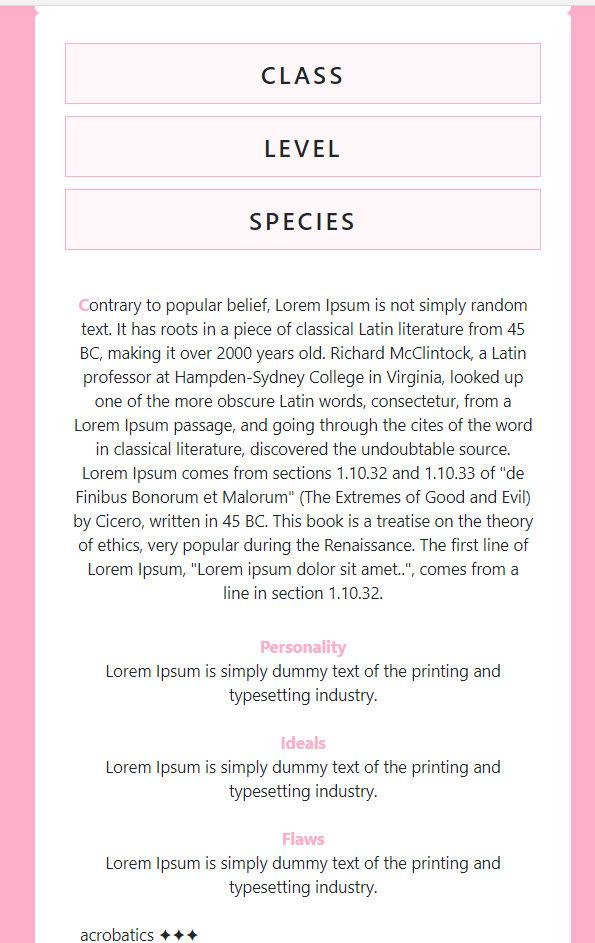 CLASS
LEVEL
SPECIES
Contrary to popular belief, Lorem Ipsum is not simply random
text. It has roots in a piece of classical Latin literature from 45
BC, making it over 2000 years old. Richard McClintock, a Latin
professor at Hampden-Sydney College in Virginia, looked up
one of the more obscure Latin words, consectetur, from a
Lorem Ipsum passage, and going through the cites of the word
in classical literature, discovered the undoubtable source.
Lorem Ipsum comes from sections 1.10.32 and 1.10.33 of "de
Finibus Bonorum et Malorum" (The Extremes of Good and Evil)
by Cicero, written in 45 BC. This book is a treatise on the theory
of ethics, very popular during the Renaissance. The first line of
Lorem Ipsum, "Lorem ipsum dolor sit amet..", comes from a
line in section 1.10.32.
Personality
Lorem Ipsum is simply dummy text of the printing and
typesetting industry.
Ideals
Lorem Ipsum is simply dummy text of the printing and
typesetting industry.
Flaws
Lorem Ipsum is simply dummy text of the printing and
typesetting industry.
acrobatics ✦✦✦